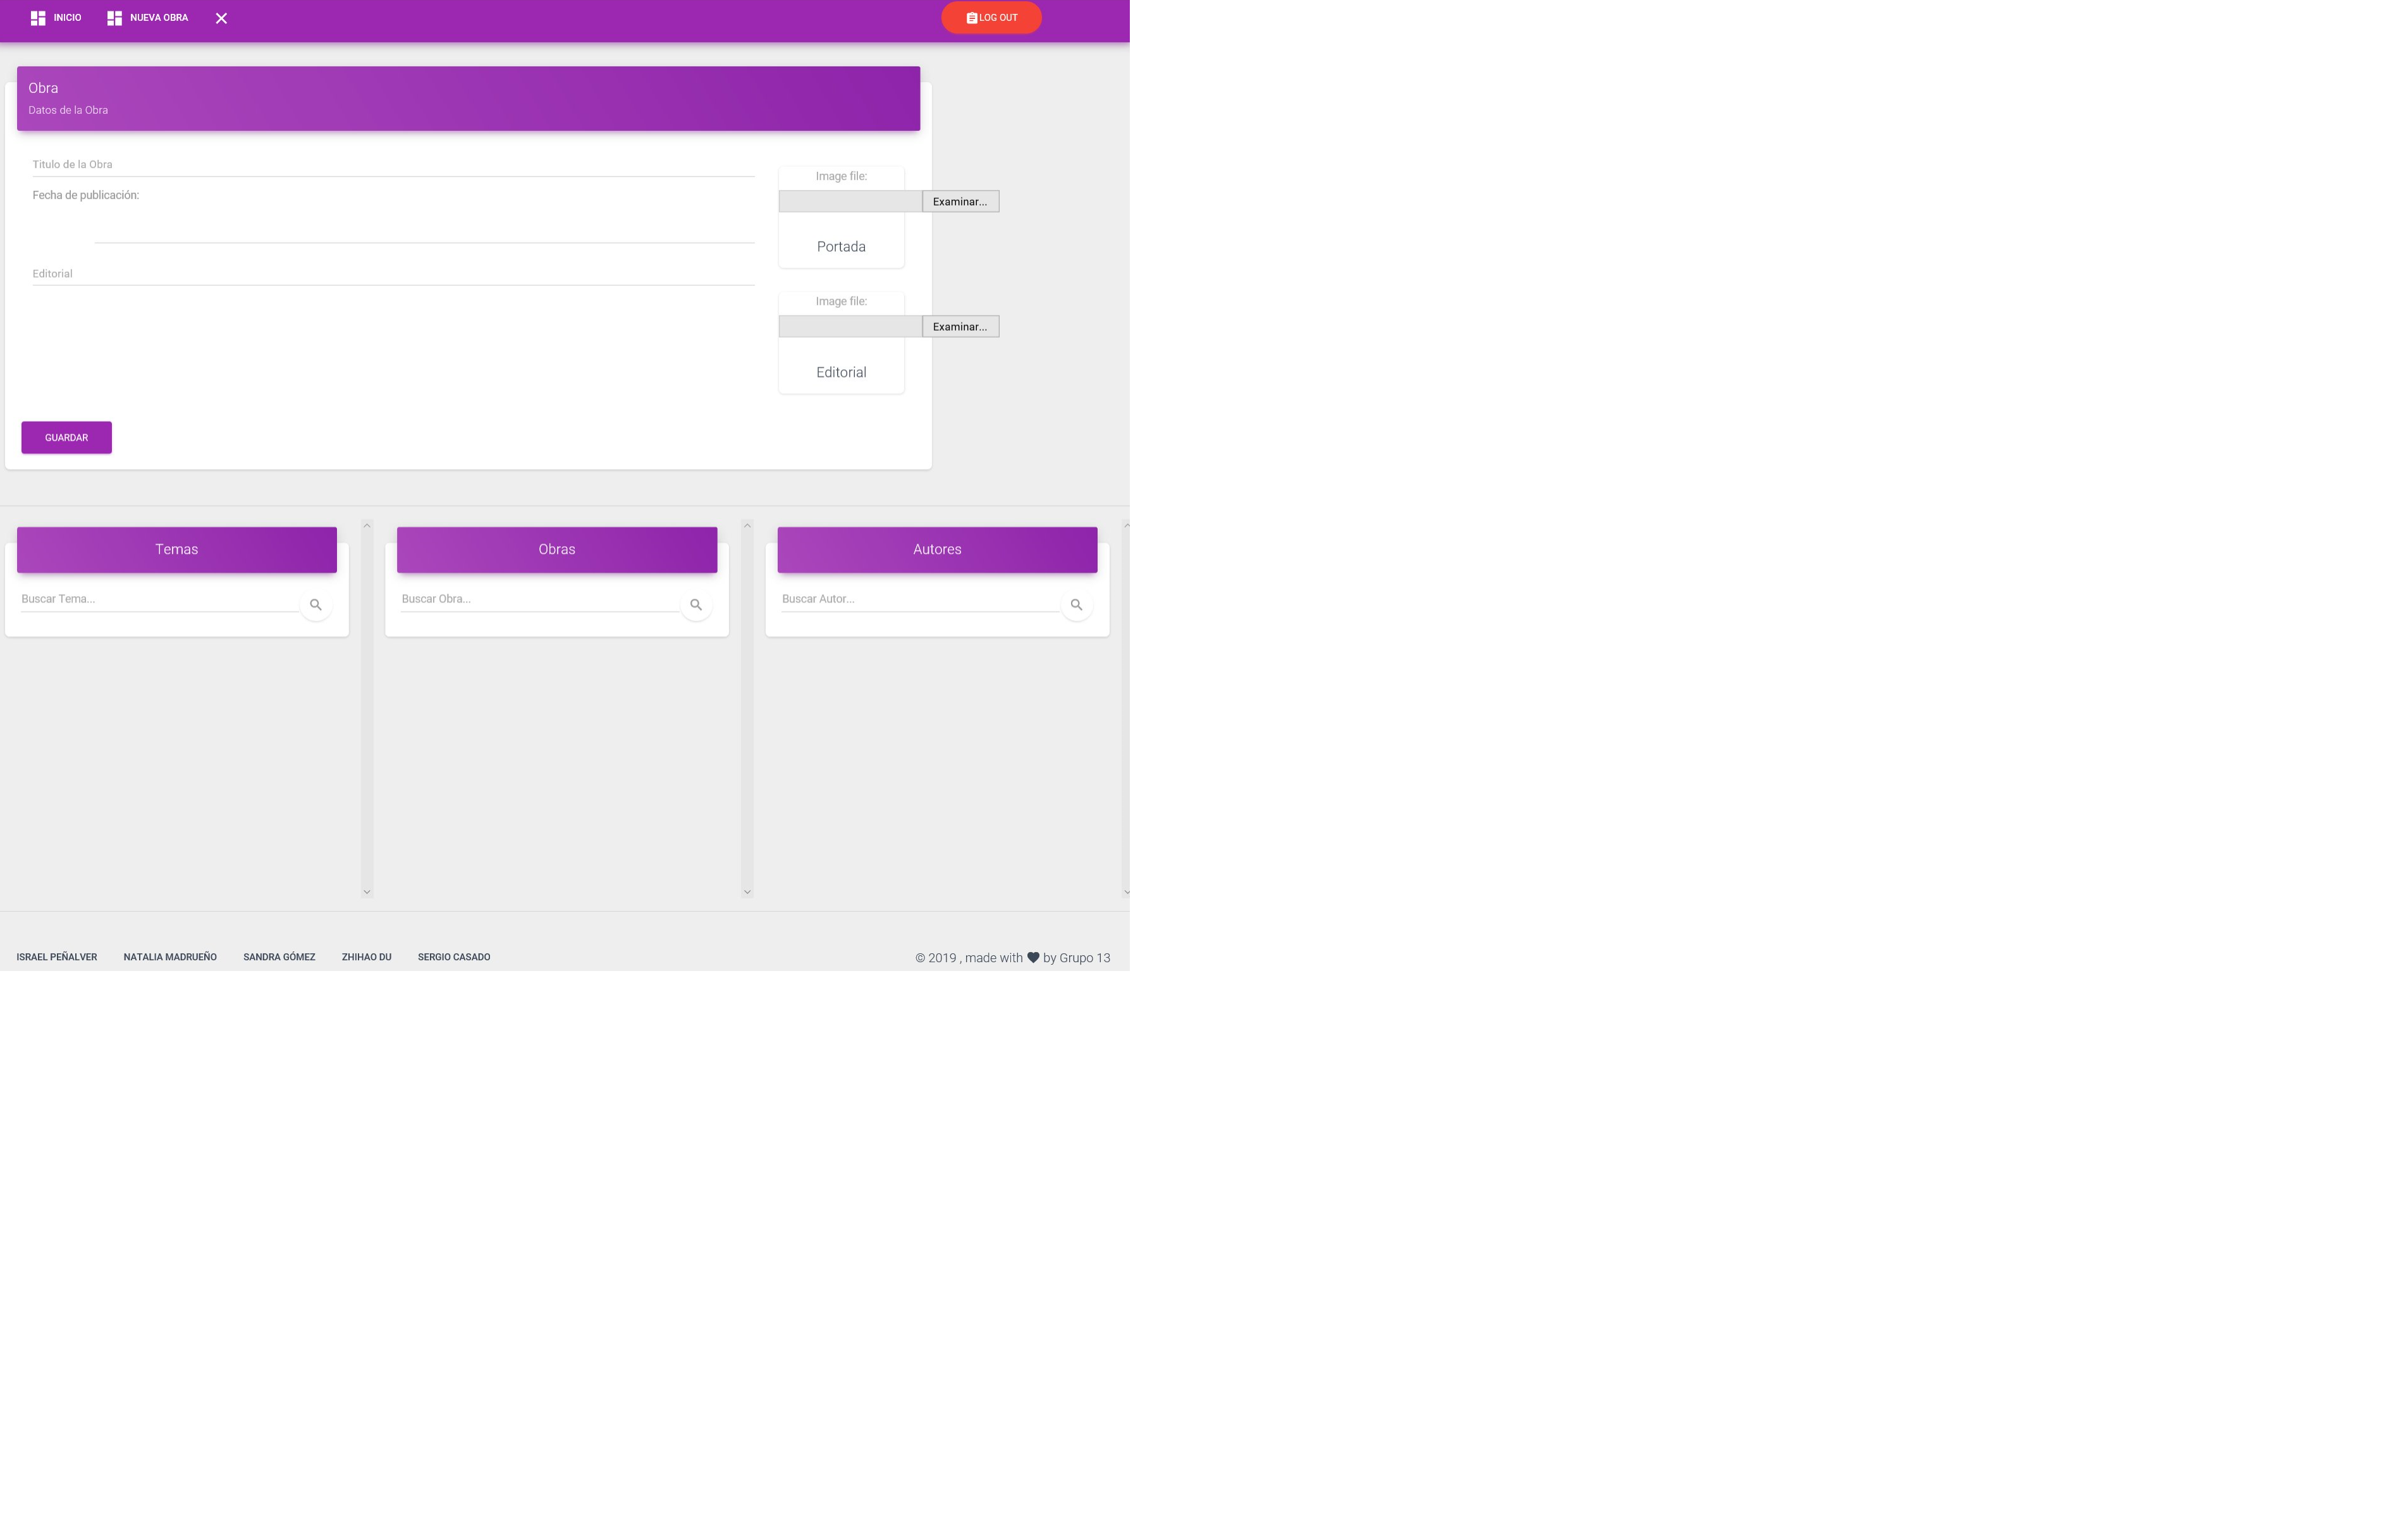 INICIO NUEVA OBRA LOG OUT
Obra
Datos de la Obra
Titulo de la Obra
Fecha de publicación:
Editorial
Image file:
Examinar...
Portada
Image file:
Examinar...
Editorial
GUARDAR
Temas
Buscar Tema...
Obras
Buscar Obra...
Autores
Buscar Autor...
ISRAEL PEÑALVER NATALIA MADRUEÑO SANDRA GÓMEZ ZHIHAO DU SERGIO CASADO
© 2019 , made with by Grupo 13